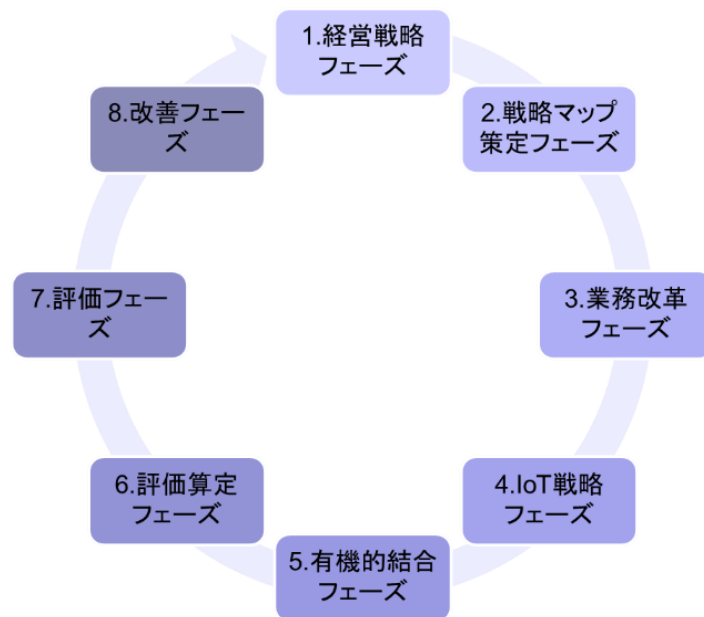 1.経営戦略
フェーズ
2.戦略マップ
策定フェーズ
3.業務改革
フェーズ
4.IoT戦略
フェーズ
5.有機的結合
フェーズ
6.評価算定
フェーズ
7.評価フェー
ズ
8.改善フェー
ズ